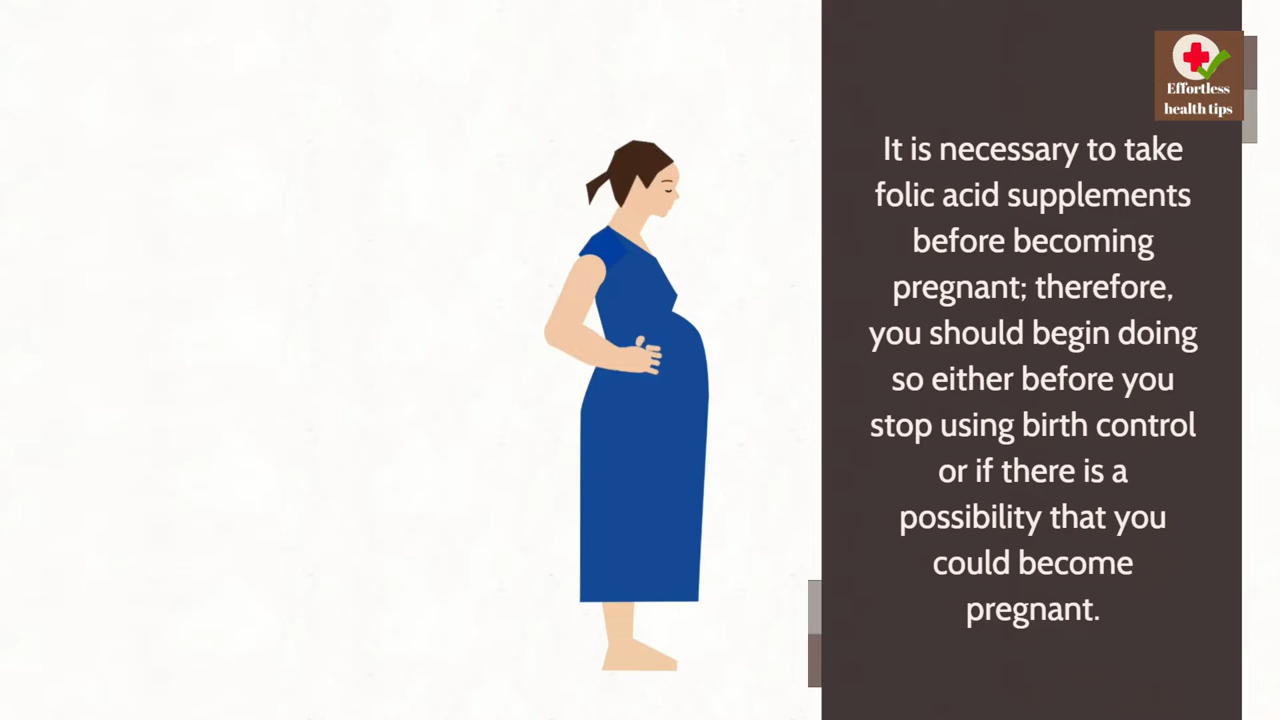 Effortless
health tips
It is necessary to take
folic acid supplements
before becoming
pregnant; therefore,
you should begin doing
so either before you
stop using birth control
or if there is a
possibility that you
could become
pregnant.